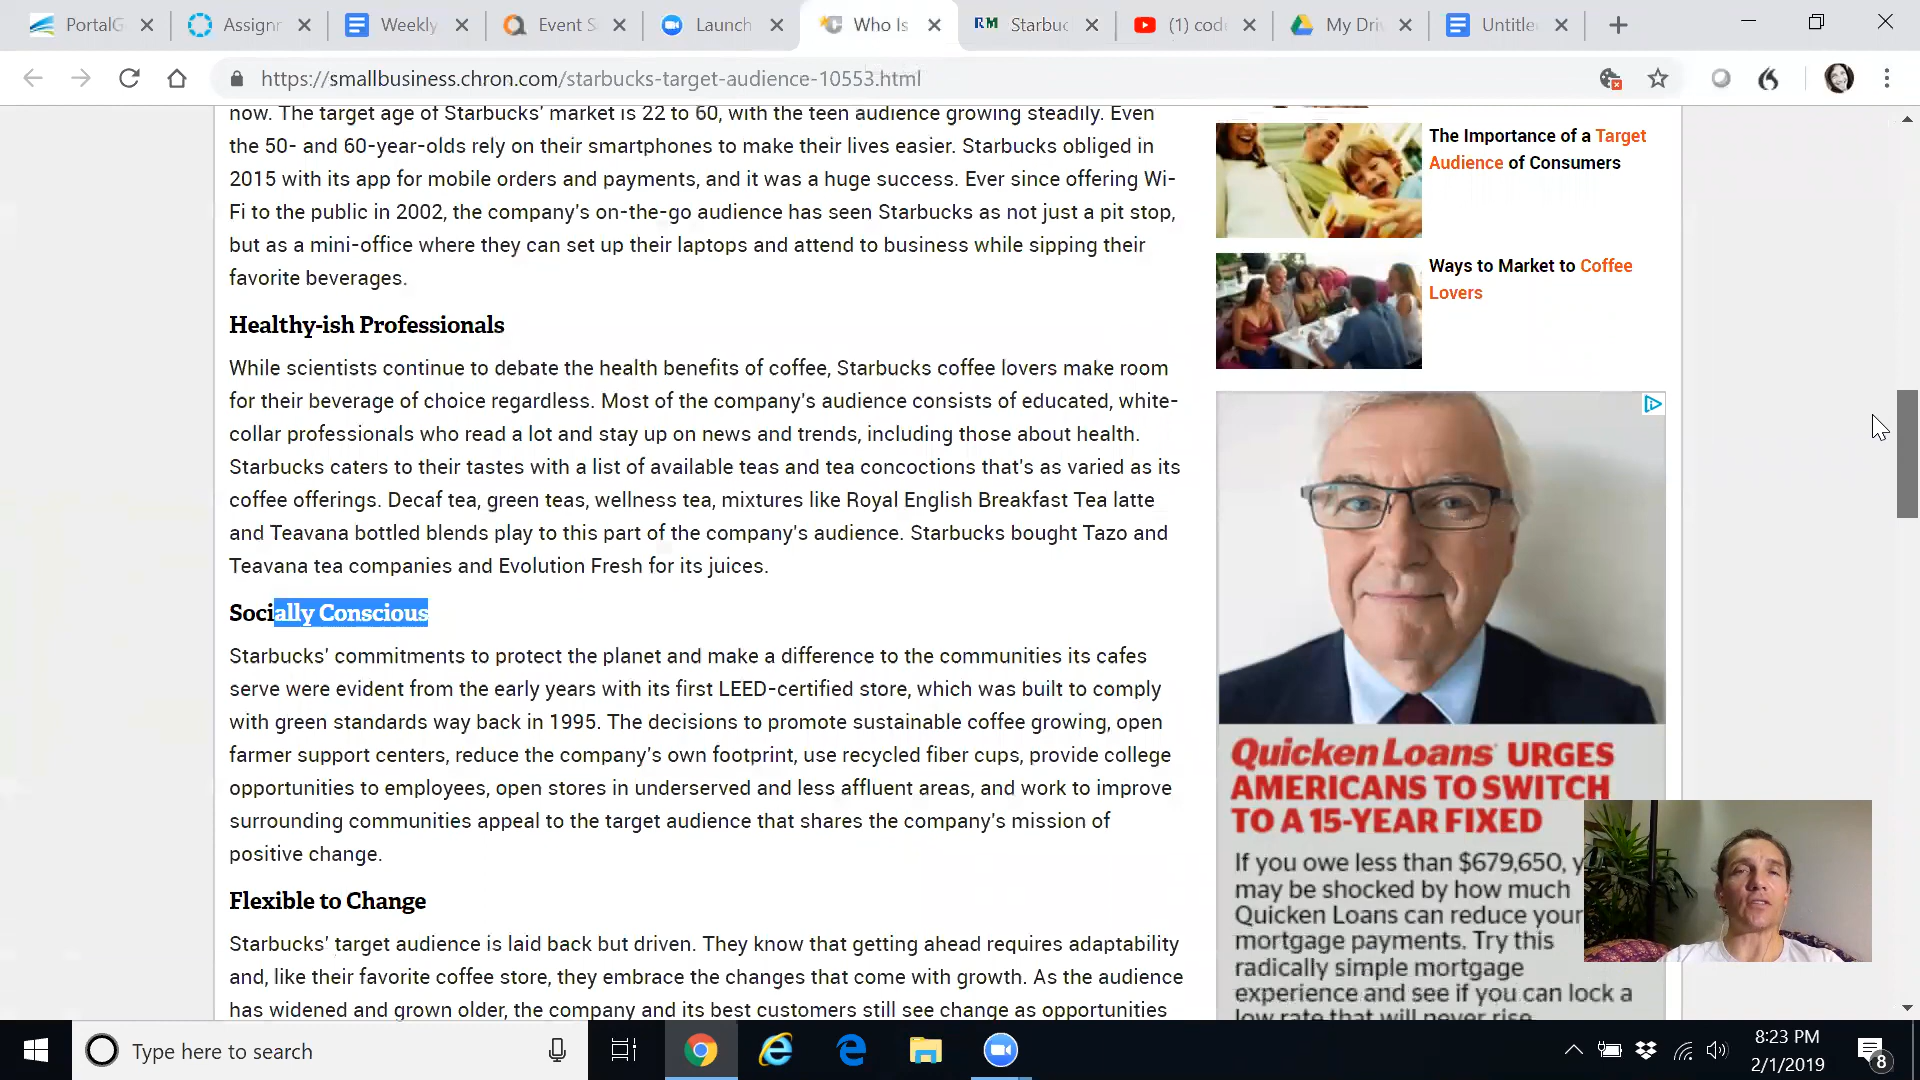 PortalG
Assignr
Weekly
Event S
Launch
Who Is
RM
Starbuc
(1) cod
My Driv
Untitle
https://smallbusiness.chron.com/starbucks-target-audience-10553.html
now. The target age of Starbucks' market is 22 to 60, with the teen audience growing steadily. Even
the 50- and 60-year-olds rely on their smartphones to make their lives easier. Starbucks obliged in
2015 with its app for mobile orders and payments, and it was a huge success. Ever since offering Wi-
Fi to the public in 2002, the company's on-the-go audience has seen Starbucks as not just a pit stop,
but as a mini-office where they can set up their laptops and attend to business while sipping their
favorite beverages.
Healthy-ish Professionals
While scientists continue to debate the health benefits of coffee, Starbucks coffee lovers make room
for their beverage of choice regardless. Most of the company's audience consists of educated, white-
collar professionals who read a lot and stay up on news and trends, including those about health.
Starbucks caters to their tastes with a list of available teas and tea concoctions that's as varied as its
coffee offerings. Decaf tea, green teas, wellness tea, mixtures like Royal English Breakfast Tea latte
and Teavana bottled blends play to this part of the company's audience. Starbucks bought Tazo and
Teavana tea companies and Evolution Fresh for its juices.
Socially Conscious
Starbucks' commitments to protect the planet and make a difference to the communities its cafes
serve were evident from the early years with its first LEED-certified store, which was built to comply
with green standards way back in 1995. The decisions to promote sustainable coffee growing, open
farmer support centers, reduce the company's own footprint, use recycled fiber cups, provide college
opportunities to employees, open stores in underserved and less affluent areas, and work to improve
surrounding communities appeal to the target audience that shares the company's mission of
positive change.
Flexible to Change
Starbucks' target audience is laid back but driven. They know that getting ahead requires adaptability
and, like their favorite coffee store, they embrace the changes that come with growth. As the audience
has widened and grown older, the company and its best customers still see change as opportunities
The Importance of a Target
Audience of Consumers
Ways to Market to Coffee
Lovers
Quicken Loans URGES
AMERICANS TO SWITCH
TO A 15-YEAR FIXED
If you owe less than $679,650, y
may be shocked by how much
Quicken Loans can reduce your
mortgage payments. Try this
radically simple mortgage
experience and see if you can lock a
low rate that will never rise
Type here to search
8:23 PM
2/1/2019
8